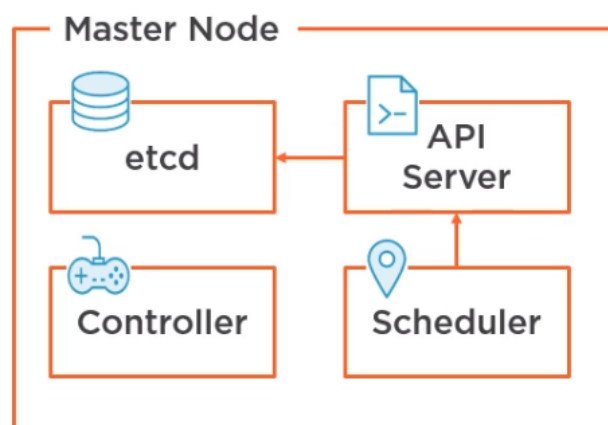 Master Node
etcd
API
Server
Controller
Scheduler